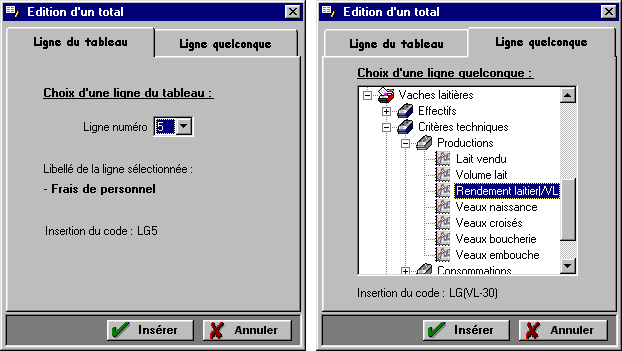 Edition d'un total
Ligne du tableau
Ligne quelconque
Choix d'une ligne du tableau :
Ligne numéro 5
Libellé de la ligne sélectionnée :
- Frais de personnel
Insertion du code : LG5
Insérer
Annuler
Edition d'un total
Ligne du tableau
Ligne quelconque
Choix d'une ligne quelconque :
Vaches laitières
Effectifs
Critères techniques
Productions
Lait vendu
Volume lait
Rendement laitier/VL
Veaux naissance
Veaux croisés
Veaux boucherie
Veaux embouche
Consommations
Insertion du code : LG(VL-30)
Insérer
Annuler